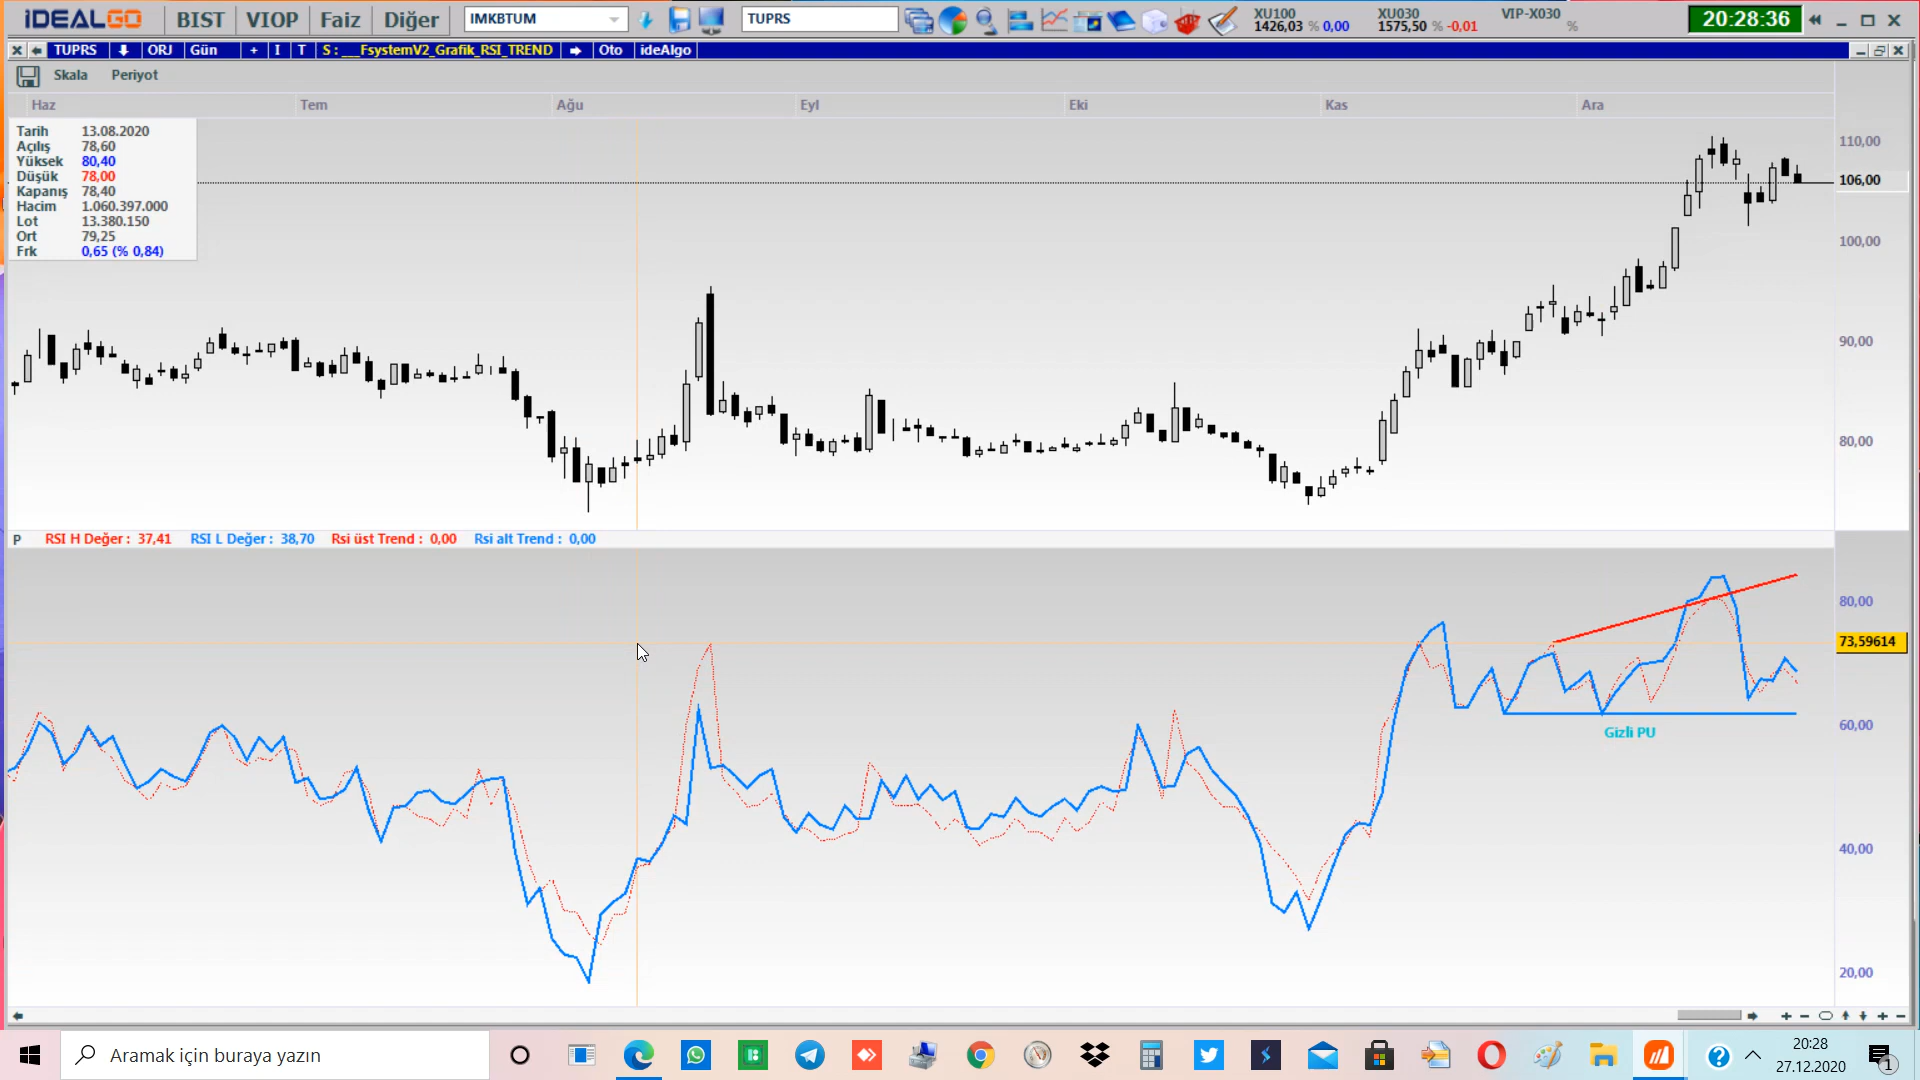 iDEALGO BIST VIOP Faiz Diğer IMKBTUM TUPRS XU100 1426,03 % 0,00 XU030 1575,50 % -0,01 VIP-X030 % 20:28:36
TUPRS ORJ Gün + I T S : ___FsystemV2_Grafik_RSI_TREND Oto ideAlgo
Skala Periyot
Haz Tem Ağu Eyl Eki Kas Ara
Tarih 13.08.2020
Açılış 78,60
Yüksek 80,40
Düşük 78,00
Kapanış 78,40
Hacim 1.060.397.000
Lot 13.380.150
Ort 79,25
Frk 0,65 (% 0,84)
110,00
106,00
100,00
90,00
80,00
P RSI H Değer : 37,41 RSI L Değer : 38,70 Rsi üst Trend : 0,00 Rsi alt Trend : 0,00
80,00
73,59614
60,00
Gizli PU
40,00
20,00
Aramak için buraya yazın
20:28
27.12.2020
1